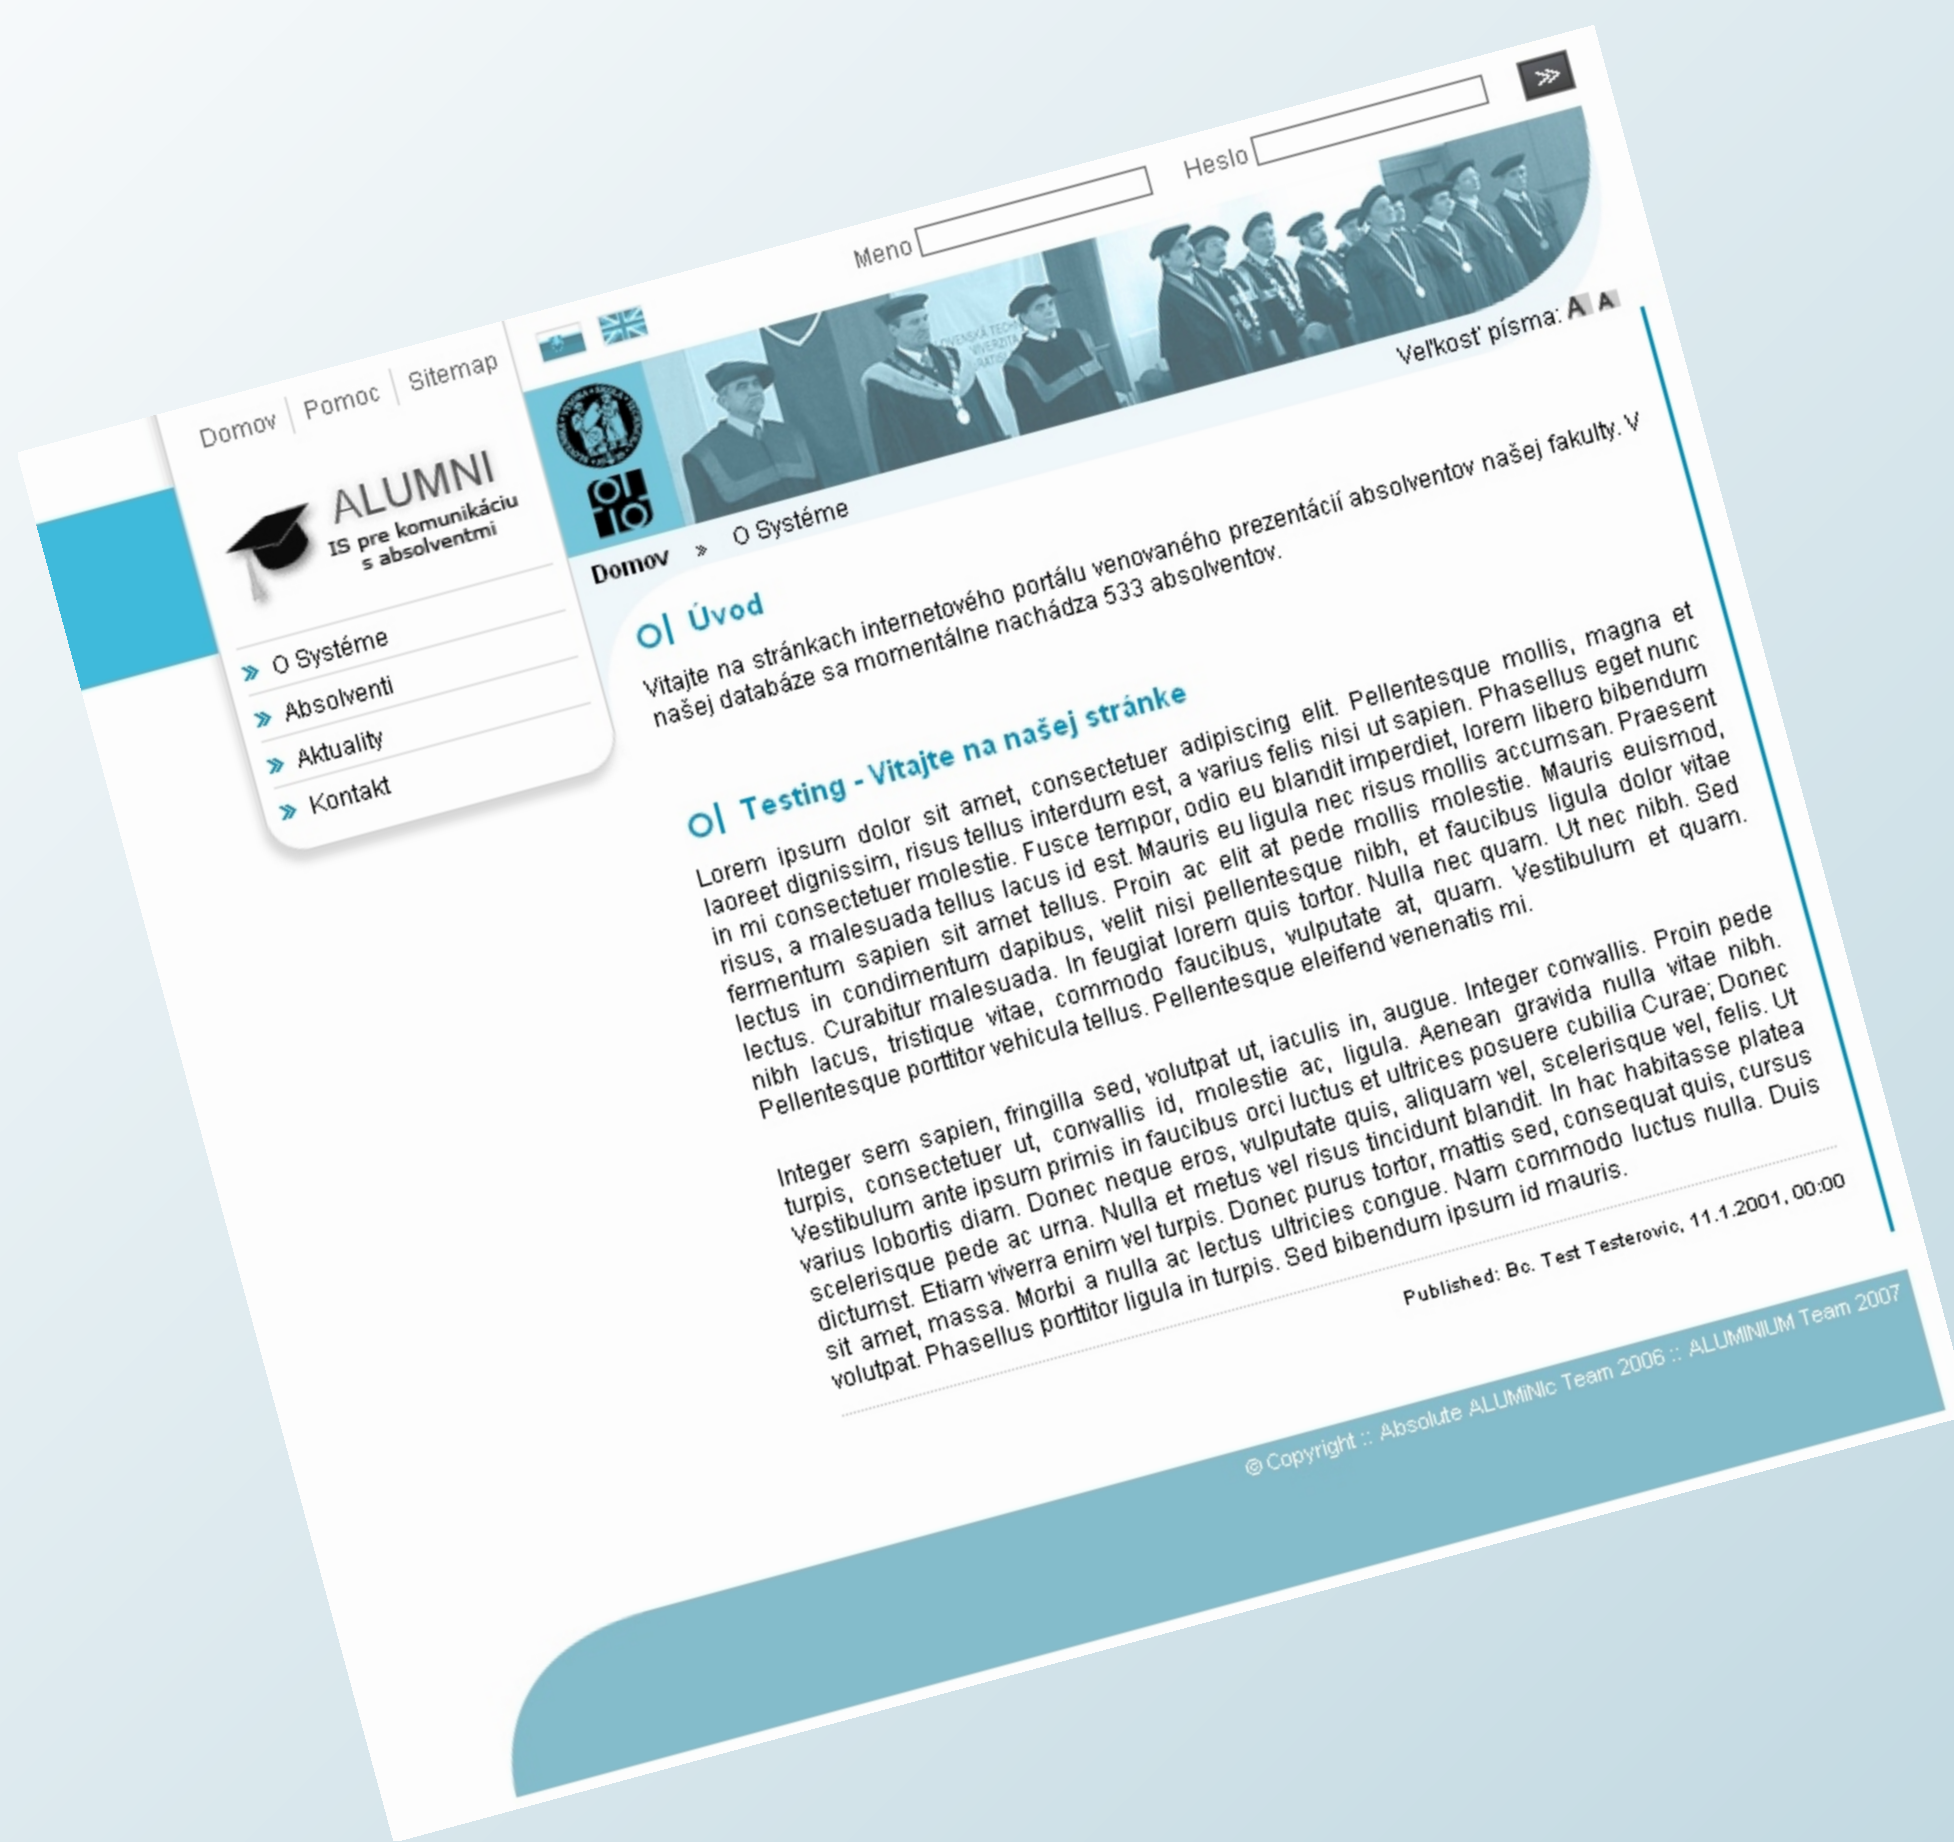 Domov
Pomoc
Sitemap
Meno
Heslo
ALUMNI
IS pre komunikáciu
s absolventmi
O Systéme
Absolventi
Aktuality
Kontakt
Domov » O Systéme
Veľkosť písma: A A
Úvod
Vitajte na stránkach internetového portálu venovaného prezentácií absolventov našej fakulty. V
našej databáze sa momentálne nachádza 533 absolventov.
Testing - Vitajte na našej stránke
Lorem ipsum dolor sit amet, consectetuer adipiscing elit. Pellentesque mollis, magna et
laoreet dignissim, risus tellus interdum est, a varius felis nisi ut sapien. Phasellus eget nunc
in mi consectetuer molestie. Fusce tempor, odio eu blandit imperdiet, lorem libero bibendum
risus, a malesuada tellus lacus id est. Mauris eu ligula nec risus mollis accumsan. Praesent
fermentum sapien sit amet tellus. Proin ac elit at pede mollis molestie. Mauris euismod,
lectus in condimentum dapibus, velit nisi pellentesque nibh, et faucibus ligula dolor vitae
lectus. Curabitur malesuada. In feugiat lorem quis tortor. Nulla nec quam. Ut nec nibh. Sed
nibh lacus, tristique vitae, commodo faucibus, vulputate at, quam. Vestibulum et quam.
Pellentesque porttitor vehicula tellus. Pellentesque eleifend venenatis mi.
Integer sem sapien, fringilla sed, volutpat ut, iaculis in, augue. Integer convallis. Proin pede
turpis, consectetuer ut, convallis id, molestie ac, ligula. Aenean gravida nulla vitae nibh.
Vestibulum ante ipsum primis in faucibus orci luctus et ultrices posuere cubilia Curae; Donec
varius lobortis diam. Donec neque eros, vulputate quis, aliquam vel, scelerisque vel, felis. Ut
scelerisque pede ac urna. Nulla et metus vel risus tincidunt blandit. In hac habitasse platea
dictumst. Etiam viverra enim vel turpis. Donec purus tortor, mattis sed, consequat quis, cursus
sit amet, massa. Morbi a nulla ac lectus ultricies congue. Nam commodo luctus nulla. Duis
volutpat. Phasellus porttitor ligula in turpis. Sed bibendum ipsum id mauris.
Published: Bc. Test Testerovic, 11.1.2001, 00:00
© Copyright :: Absolute ALUMiNIc Team 2006 :: ALUMINIUM Team 2007